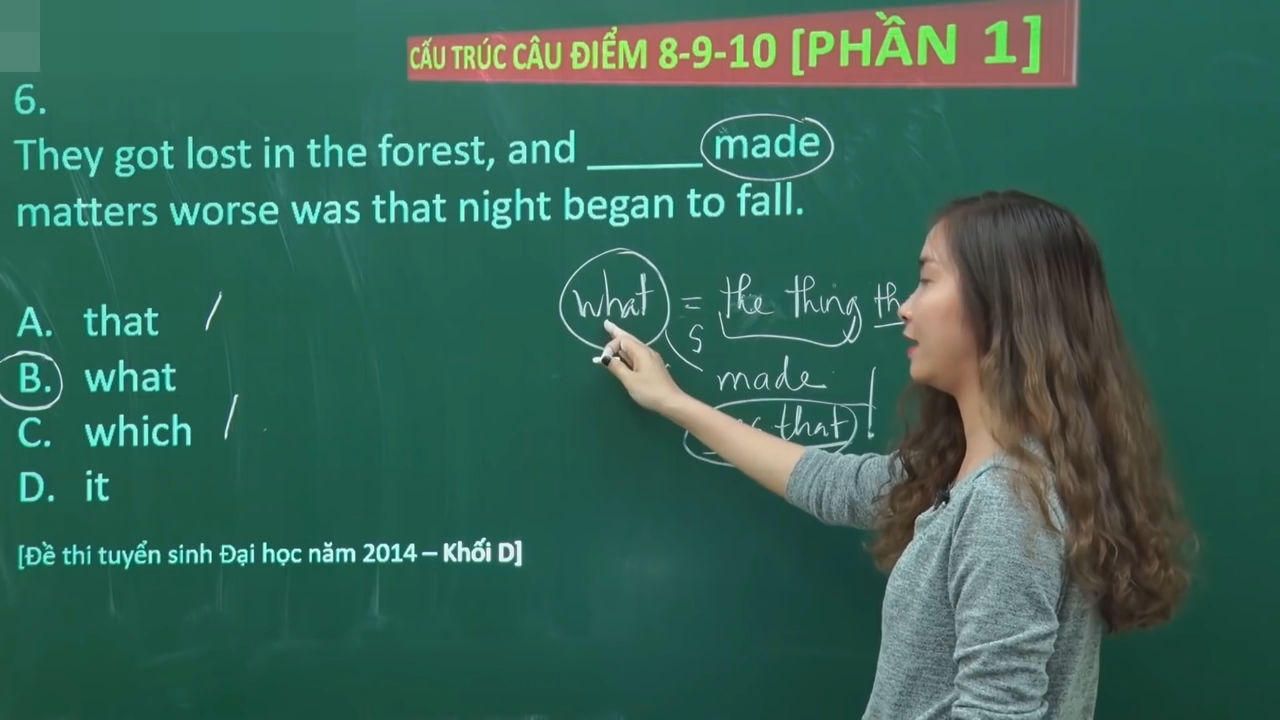 CẤU TRÚC CÂU ĐIỂM 8-9-10 [PHẦN 1]
6.
They got lost in the forest, and ______ made
matters worse was that night began to fall.
what = the thing th
S
made
that !
A. that /
B. what
C. which /
D. it
[Đề thi tuyển sinh Đại học năm 2014 – Khối D]